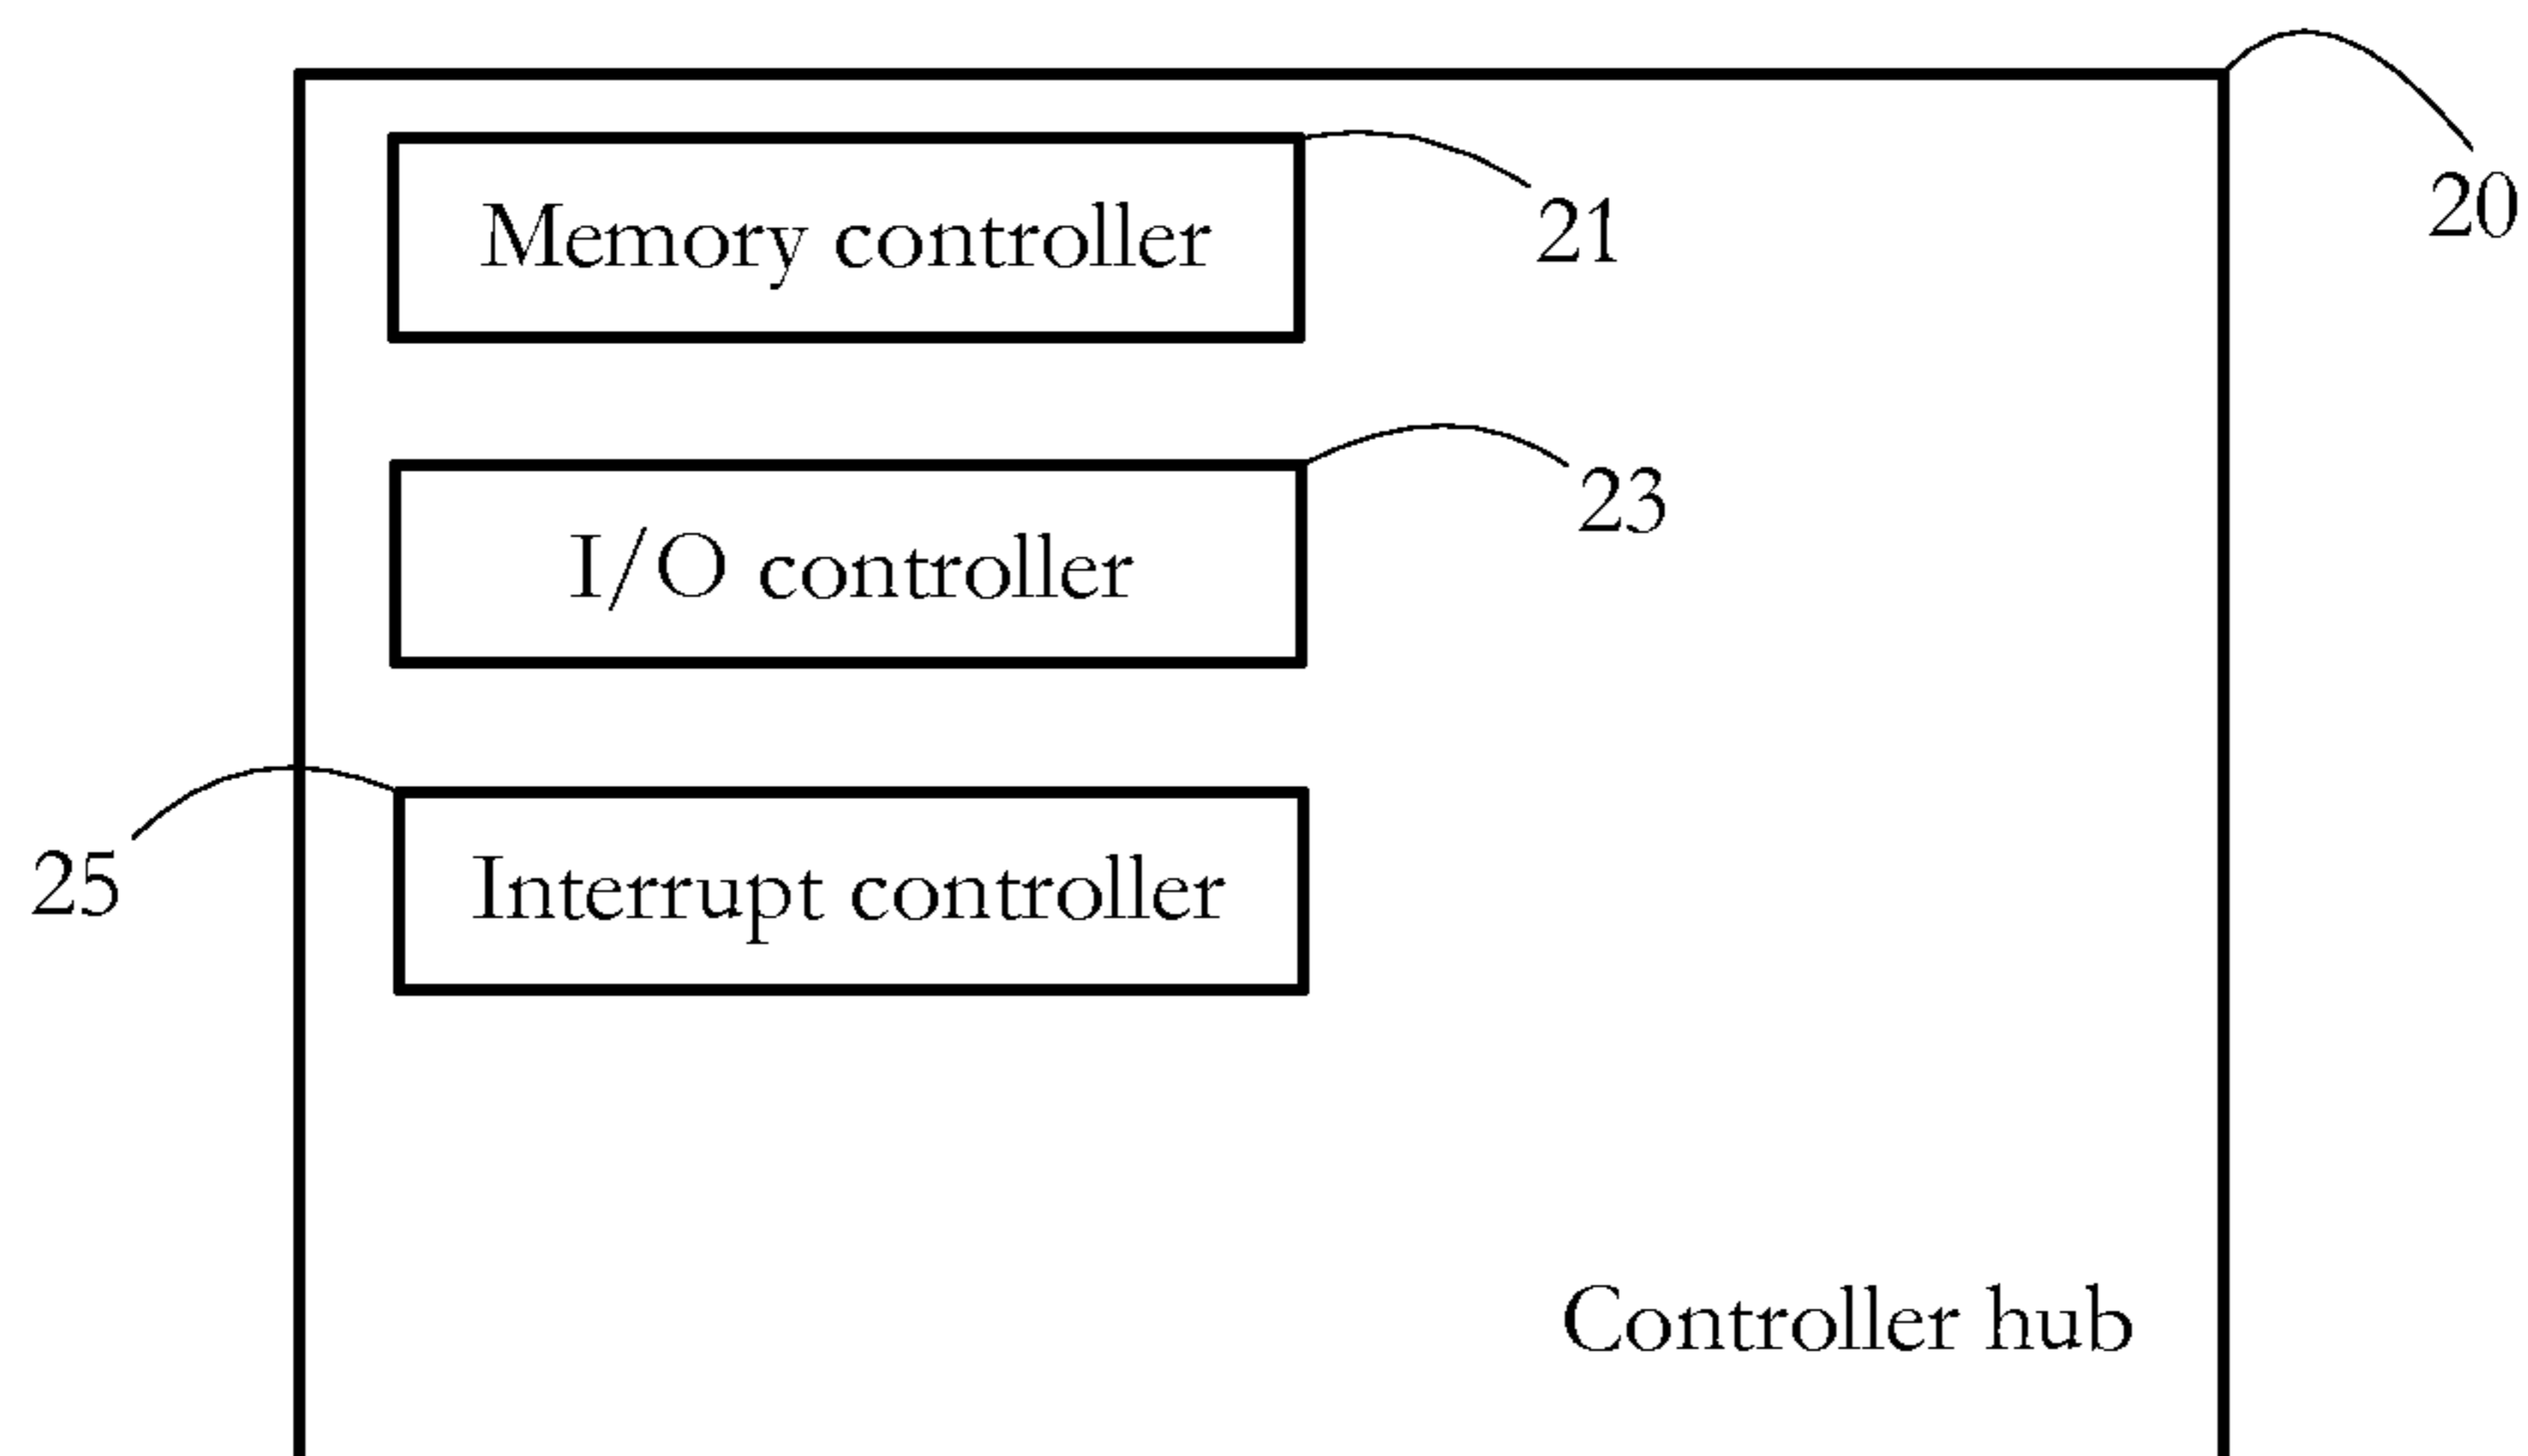 20
Memory controller
21
I/O controller
23
25
Interrupt controller
Controller hub